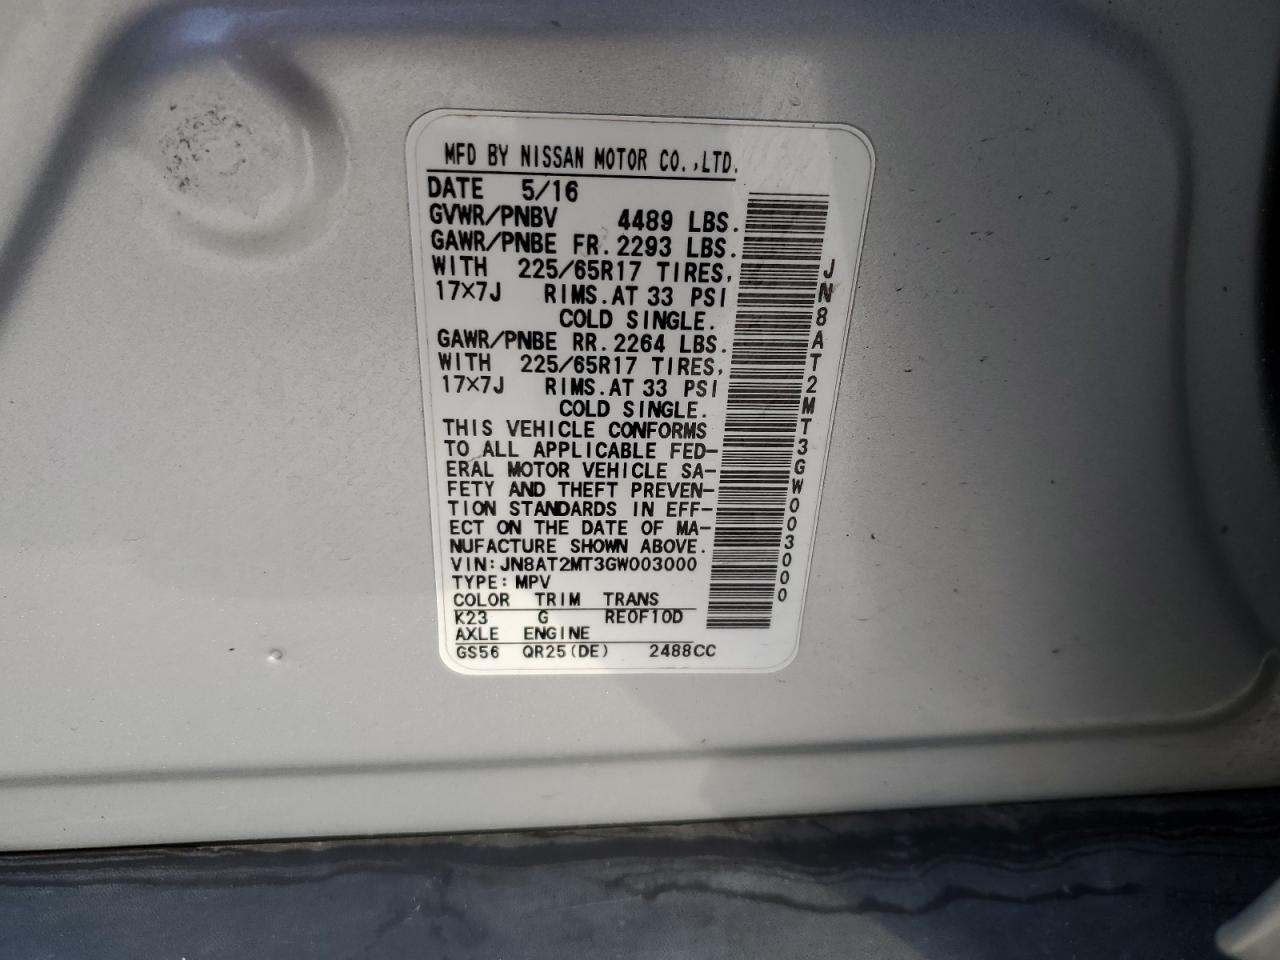 MFD BY NISSAN MOTOR CO.,LTD.
DATE 5/16
GVWR/PNBV 4489 LBS.
GAWR/PNBE FR. 2293 LBS.
WITH 225/65R17 TIRES,
17×7J RIMS.AT 33 PSI
COLD SINGLE.
GAWR/PNBE RR. 2264 LBS.
WITH 225/65R17 TIRES,
17×7J RIMS.AT 33 PSI
COLD SINGLE.
THIS VEHICLE CONFORMS
TO ALL APPLICABLE FED-
ERAL MOTOR VEHICLE SA-
FETY AND THEFT PREVEN-
TION STANDARDS IN EFF-
ECT ON THE DATE OF MA-
NUFACTURE SHOWN ABOVE.
VIN:JN8AT2MT3GW003000
TYPE:MPV
COLOR TRIM TRANS
K23 G RE0F10D
AXLE ENGINE
GS56 QR25(DE) 2488CC
JN8AT2MT3GW003000